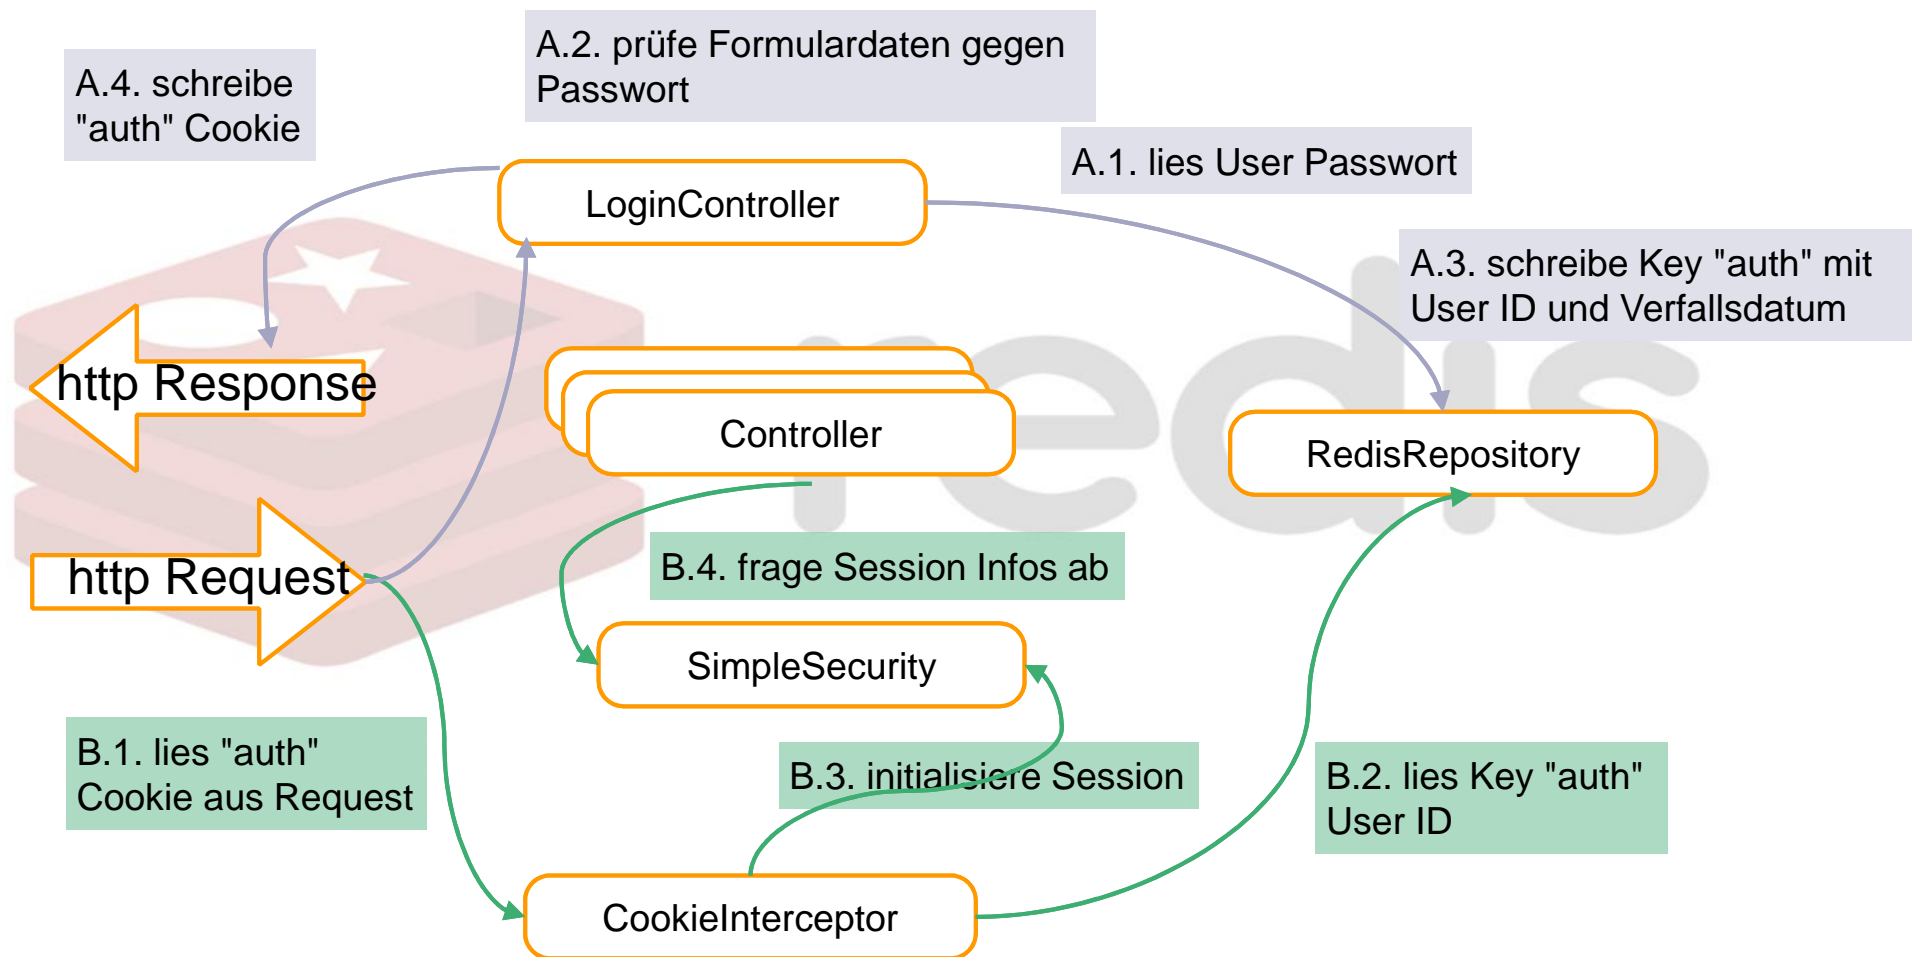 A.2. prüfe Formulardaten gegen
Passwort
A.4. schreibe
"auth" Cookie
A.1. lies User Passwort
LoginController
A.3. schreibe Key "auth" mit
User ID und Verfallsdatum
http Response
redis
Controller
RedisRepository
http Request
B.4. frage Session Infos ab
SimpleSecurity
B.1. lies "auth"
Cookie aus Request
B.3. initialisiere Session
B.2. lies Key "auth"
User ID
CookieInterceptor